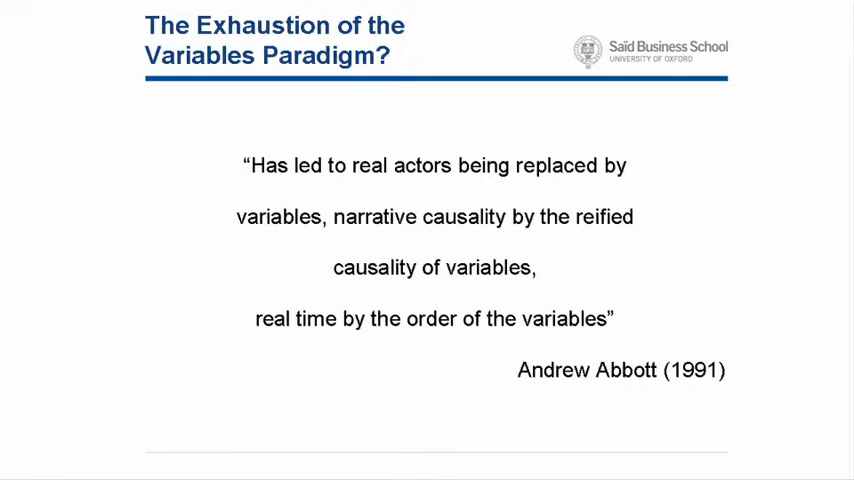 The Exhaustion of the
Variables Paradigm?
Saïd Business School
UNIVERSITY OF OXFORD
“Has led to real actors being replaced by
variables, narrative causality by the reified
causality of variables,
real time by the order of the variables”
Andrew Abbott (1991)